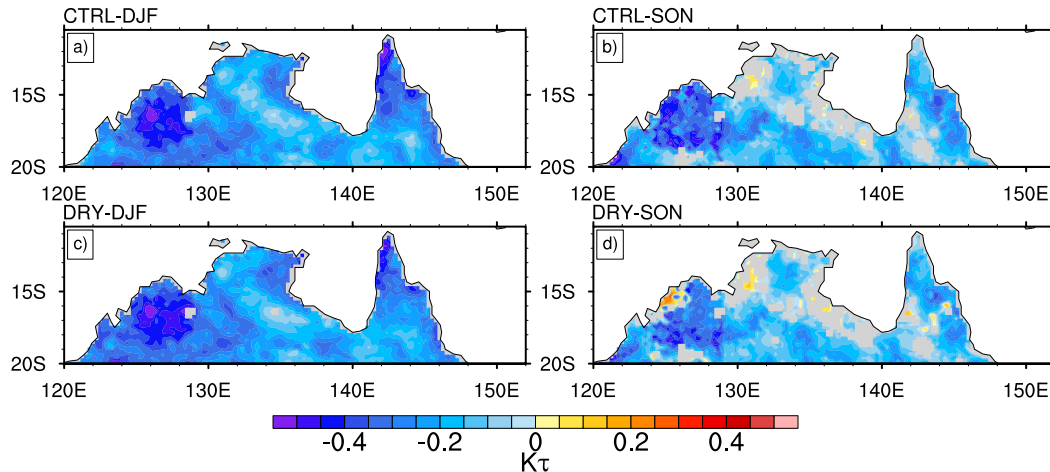 CTRL-DJF
CTRL-SON
a)
b)
15S
15S
20S
20S
120E 130E 140E 150E
120E 130E 140E 150E
DRY-DJF
DRY-SON
c)
d)
15S
15S
20S
20S
120E 130E 140E 150E
120E 130E 140E 150E
-0.4 -0.2 0 0.2 0.4
Kτ